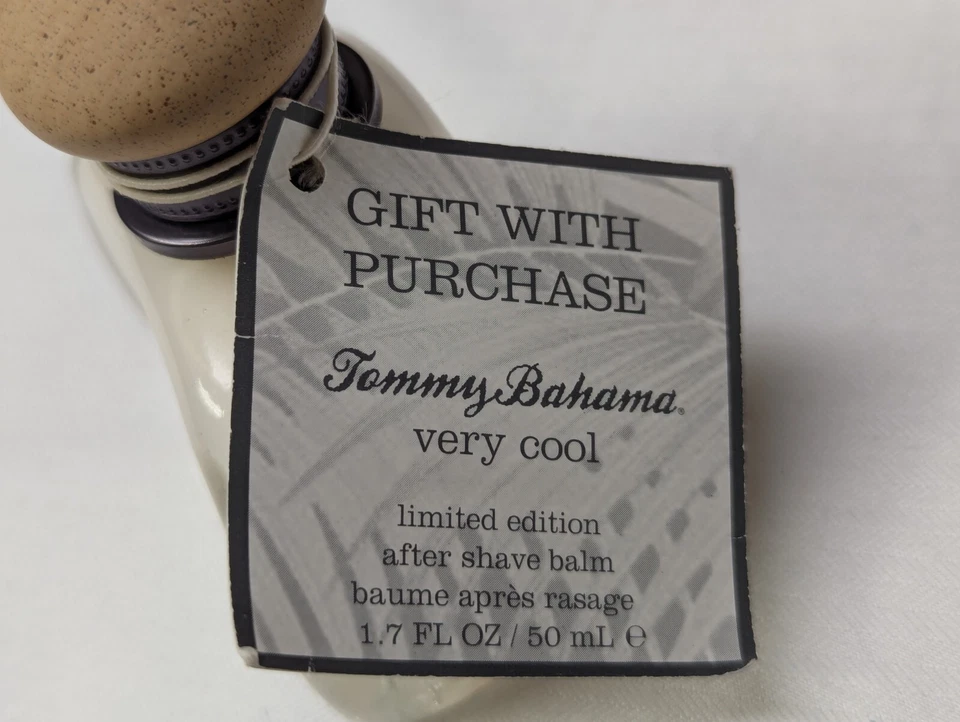 GIFT WITH
PURCHASE
Tommy Bahama®
very cool
limited edition
after shave balm
baume après rasage
1.7 FL OZ / 50 mL ℮